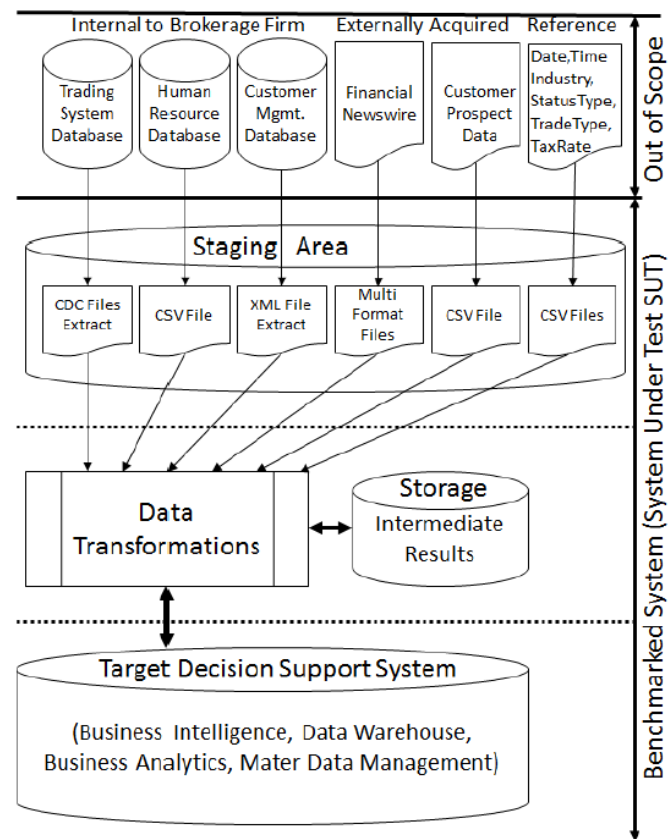 Internal to Brokerage Firm
Externally Acquired
Reference
Trading
System
Database
Human
Resource
Database
Customer
Mgmt.
Database
Financial
Newswire
Customer
Prospect
Data
Date,Time
Industry,
StatusType,
TradeType,
TaxRate
Out of Scope
Staging Area
CDC Files
Extract
CSV File
XML File
Extract
Multi
Format
Files
CSV File
CSV Files
Data
Transformations
Storage
Intermediate
Results
Target Decision Support System
(Business Intelligence, Data Warehouse,
Business Analytics, Mater Data Management)
Benchmarked System (System Under Test SUT)